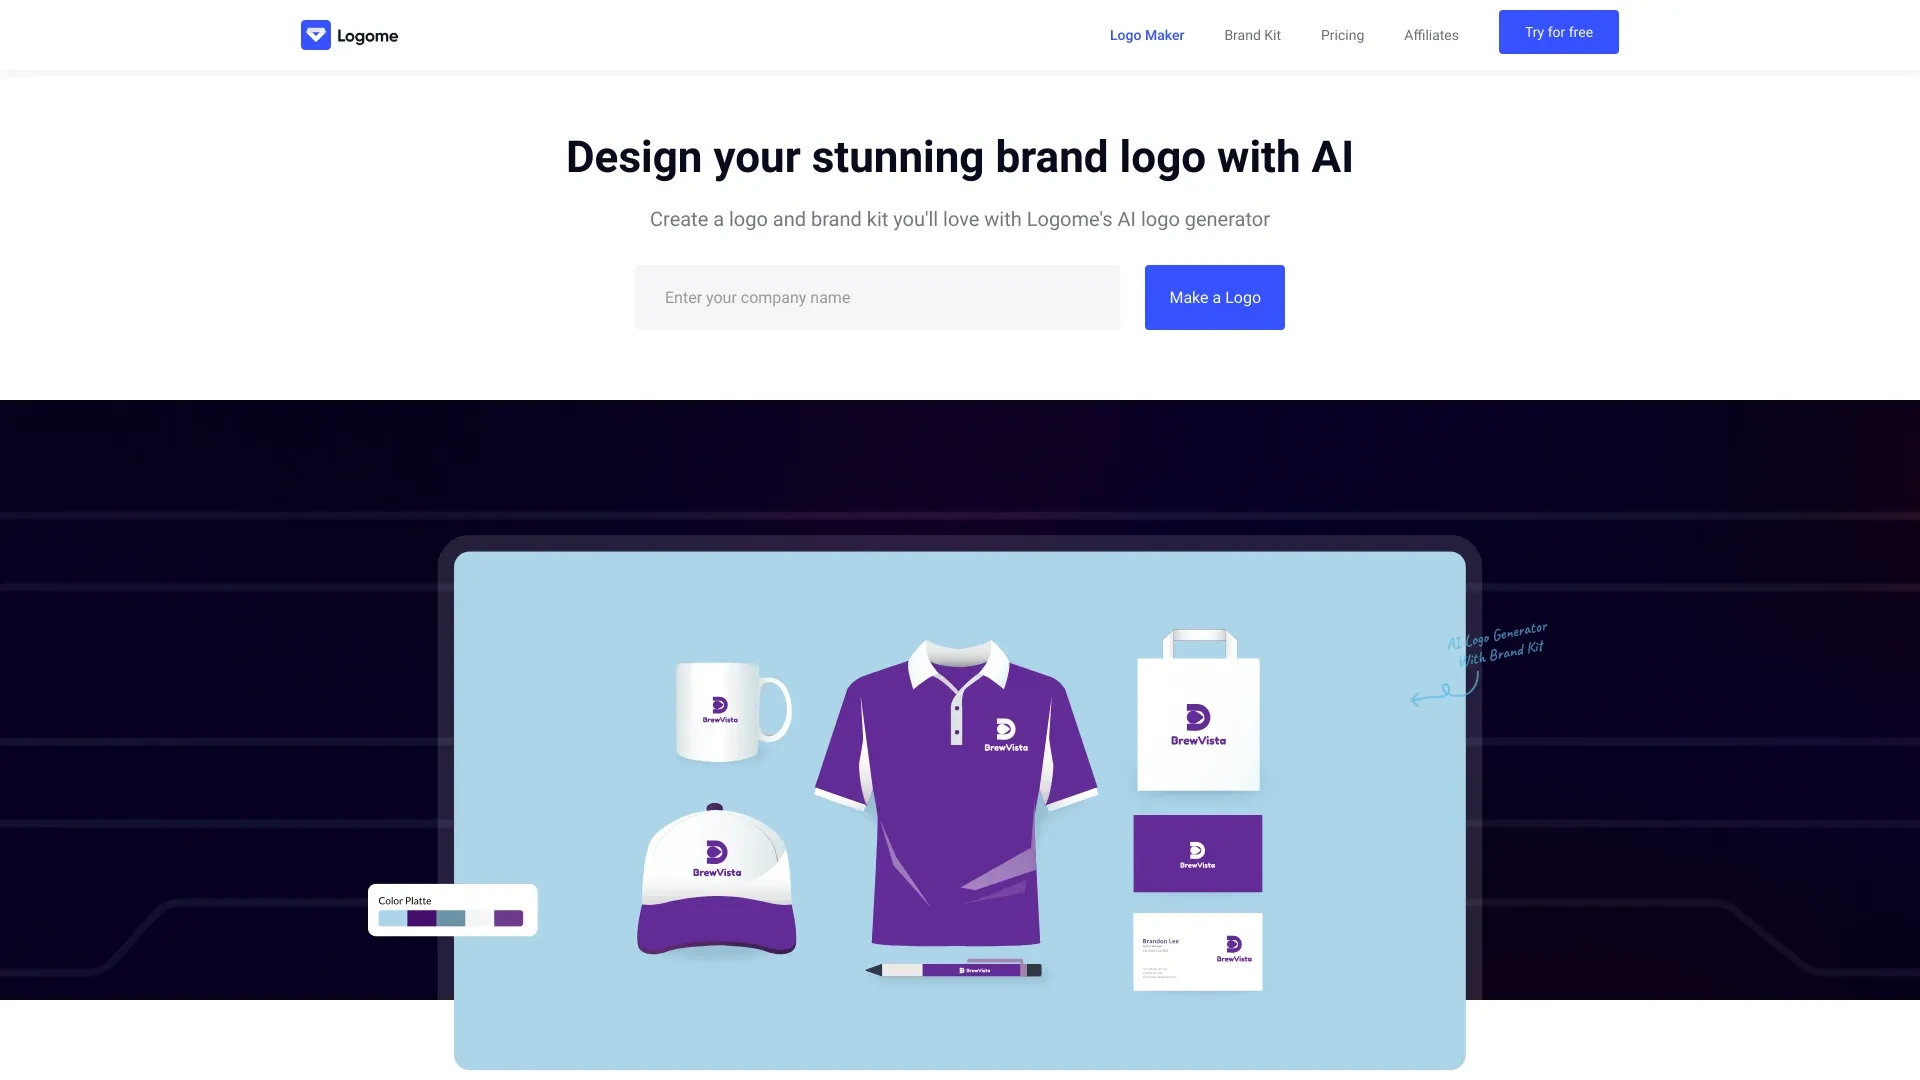 Logome
Logo Maker
Brand Kit
Pricing
Affiliates
Try for free
Design your stunning brand logo with AI
Create a logo and brand kit you'll love with Logome's AI logo generator
Enter your company name
Make a Logo
AI Logo Generator
With Brand Kit
BrewVista
BrewVista
BrewVista
BrewVista
BrewVista
Color Platte
Brandon Lee
BrewVista
BrewVista